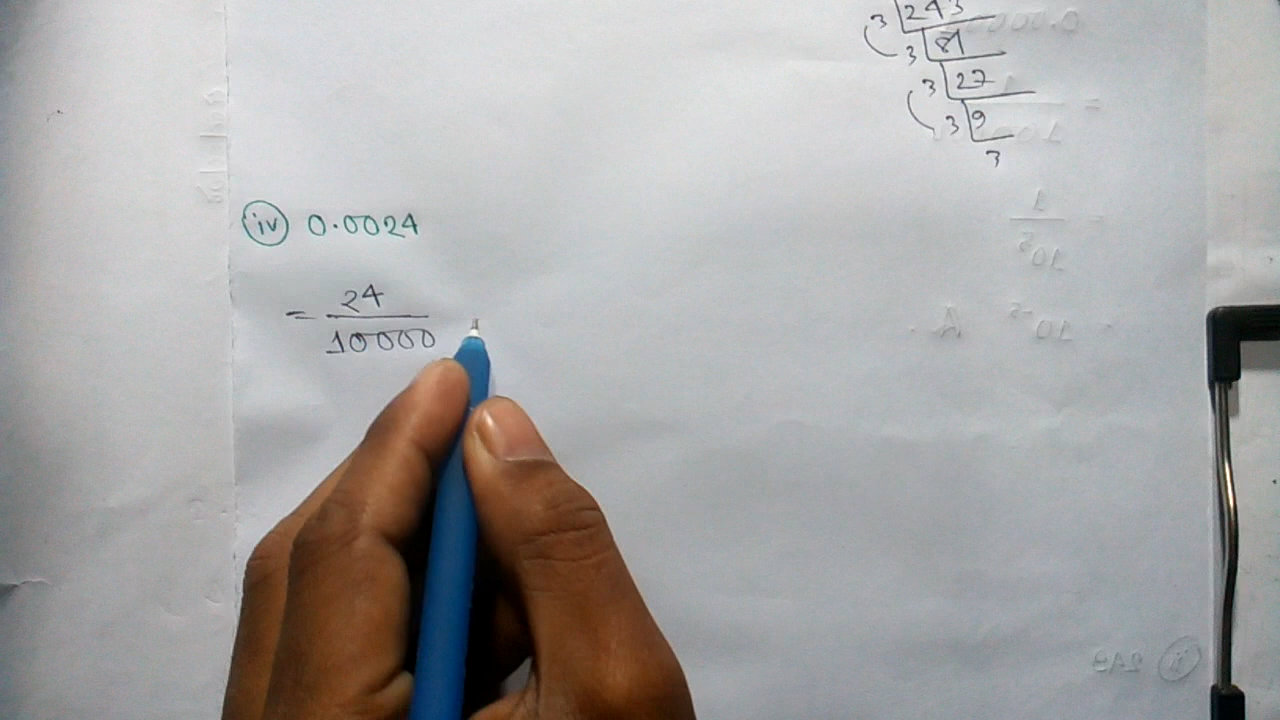 3 | 243
3 | 81
3 | 27
3 | 9
3
iv 0.0024
= 24
10000